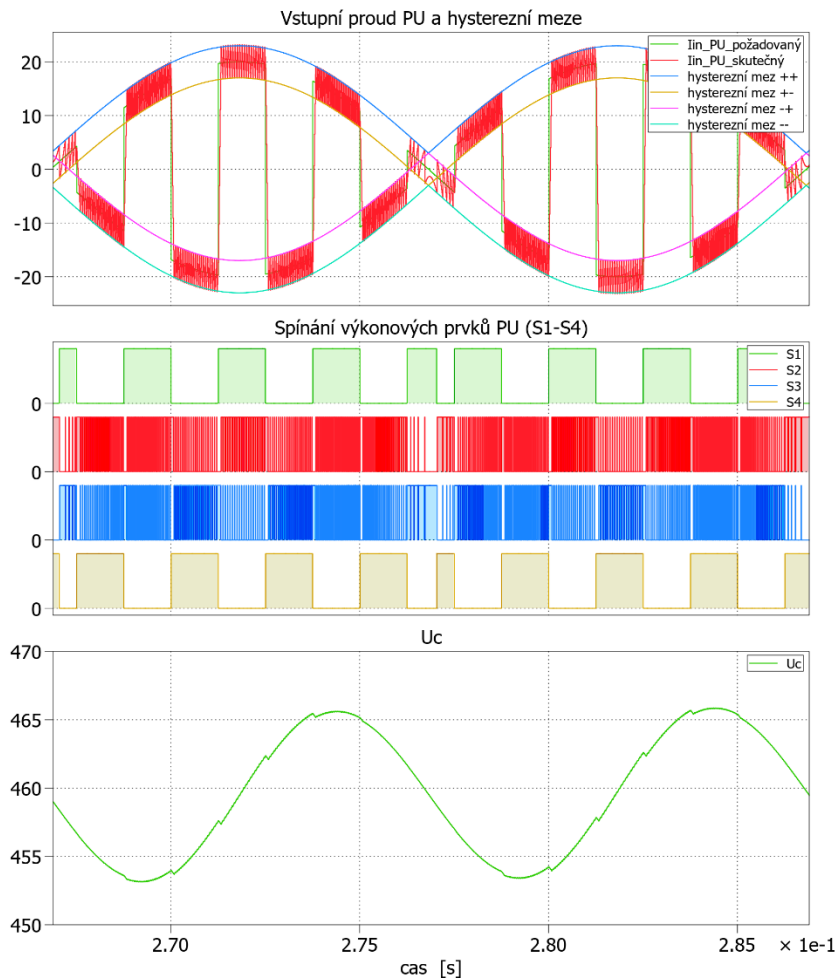 Vstupní proud PU a hysterezní meze
Iin_PU_požadovaný
Iin_PU_skutečný
hysterezní mez ++
hysterezní mez +-
hysterezní mez -+
hysterezní mez --
20
10
0
-10
-20
Spínání výkonových prvků PU (S1-S4)
S1
S2
S3
S4
0
0
0
0
Uc
Uc
470
465
460
455
450
2.70 2.75 2.80 2.85 × 1e-1
cas [s]